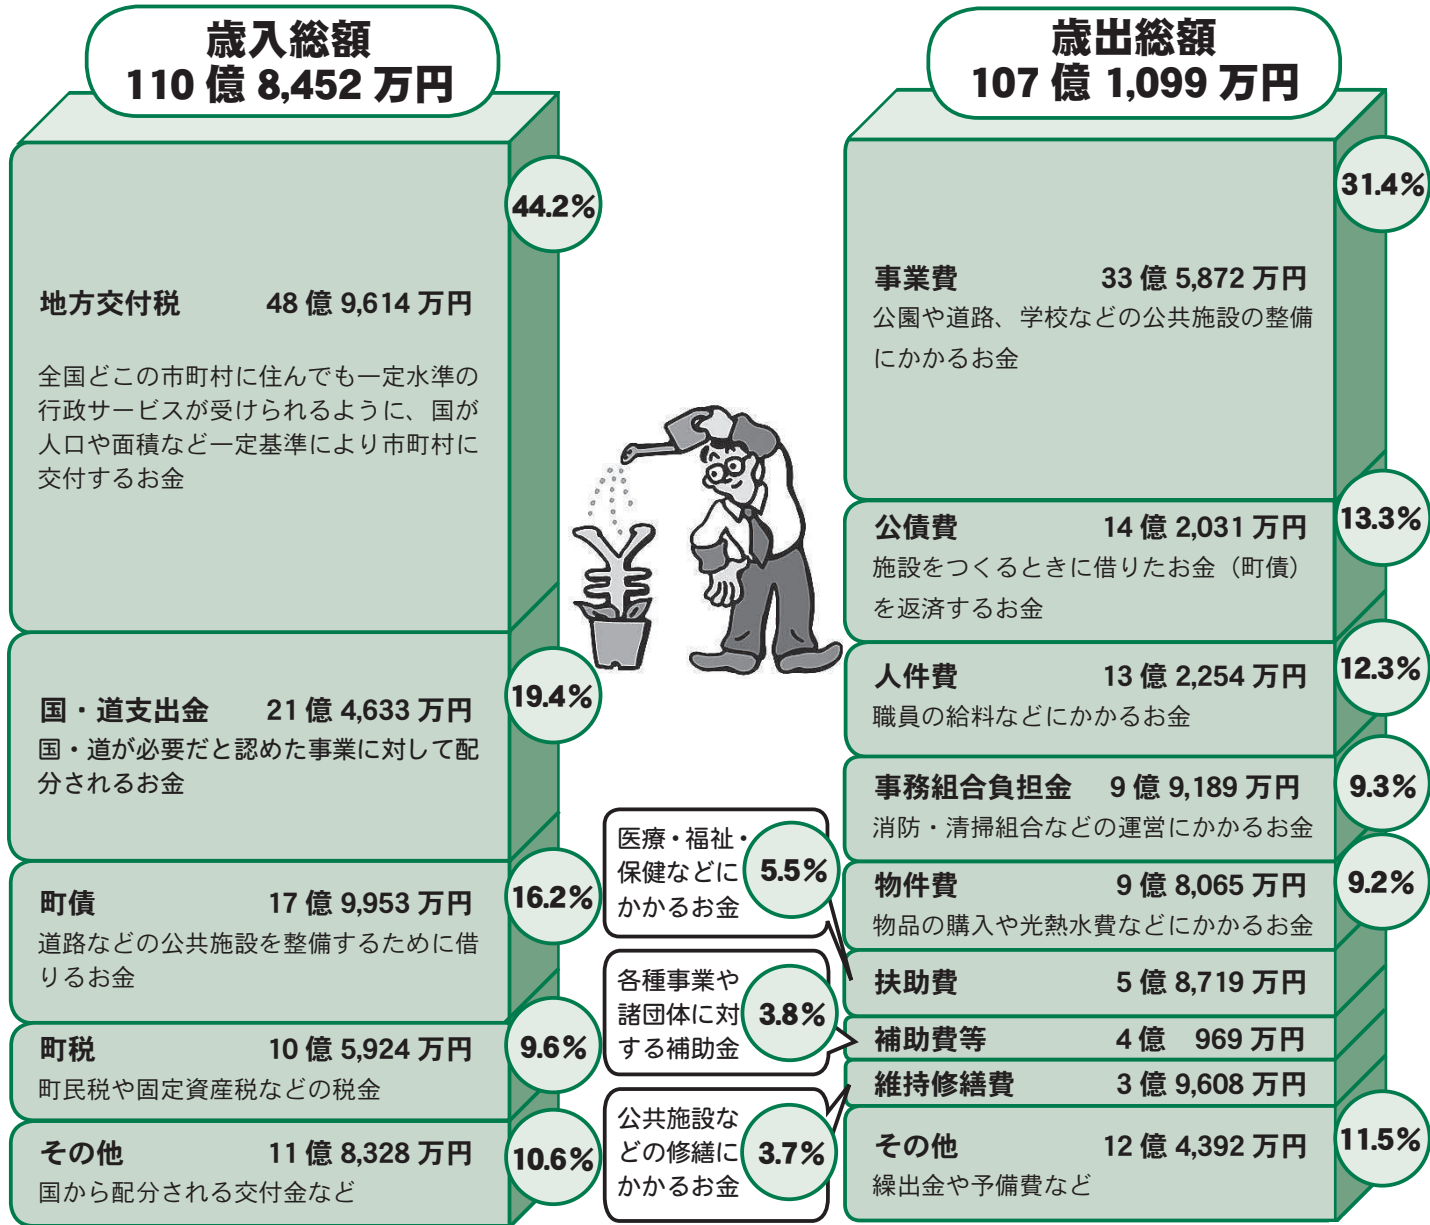 歳入総額
110 億 8,452 万円
44.2%
地方交付税 48 億 9,614 万円
全国どこの市町村に住んでも一定水準の
行政サービスが受けられるように、国が
人口や面積など一定基準により市町村に
交付するお金
19.4%
国・道支出金 21 億 4,633 万円
国・道が必要だと認めた事業に対して配
分されるお金
16.2%
町債 17 億 9,953 万円
道路などの公共施設を整備するために借
りるお金
9.6%
町税 10 億 5,924 万円
町民税や固定資産税などの税金
10.6%
その他 11 億 8,328 万円
国から配分される交付金など
歳出総額
107 億 1,099 万円
31.4%
事業費 33 億 5,872 万円
公園や道路、学校などの公共施設の整備
にかかるお金
13.3%
公債費 14 億 2,031 万円
施設をつくるときに借りたお金（町債）
を返済するお金
12.3%
人件費 13 億 2,254 万円
職員の給料などにかかるお金
9.3%
事務組合負担金 9 億 9,189 万円
消防・清掃組合などの運営にかかるお金
9.2%
物件費 9 億 8,065 万円
物品の購入や光熱水費などにかかるお金
扶助費 5 億 8,719 万円
医療・福祉・
保健などに
かかるお金
5.5%
補助費等 4 億 969 万円
各種事業や
諸団体に対
する補助金
3.8%
維持修繕費 3 億 9,608 万円
公共施設な
どの修繕に
かかるお金
3.7%
その他 12 億 4,392 万円
繰出金や予備費など
11.5%